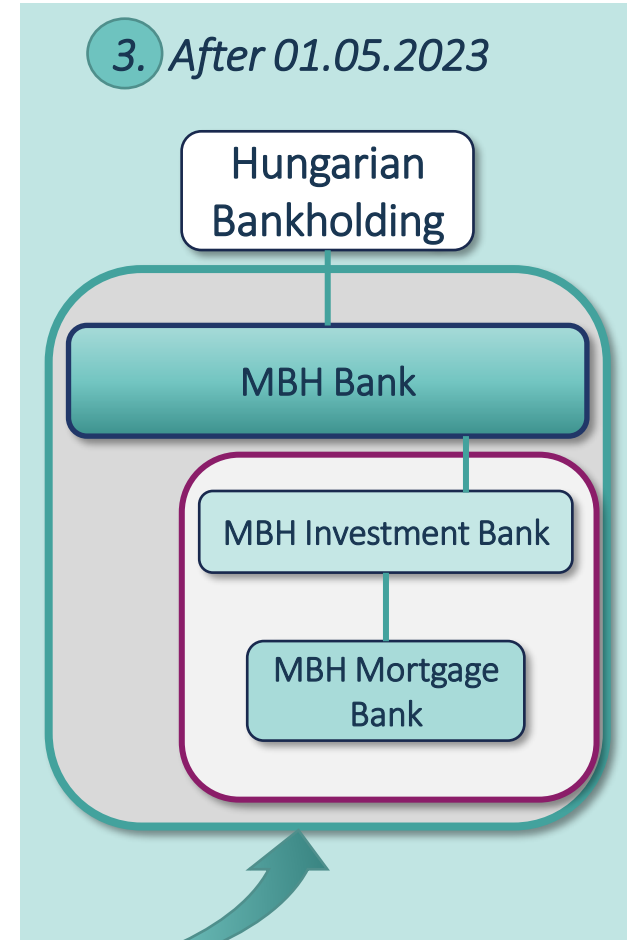 3. After 01.05.2023
Hungarian
Bankholding
MBH Bank
MBH Investment Bank
MBH Mortgage
Bank